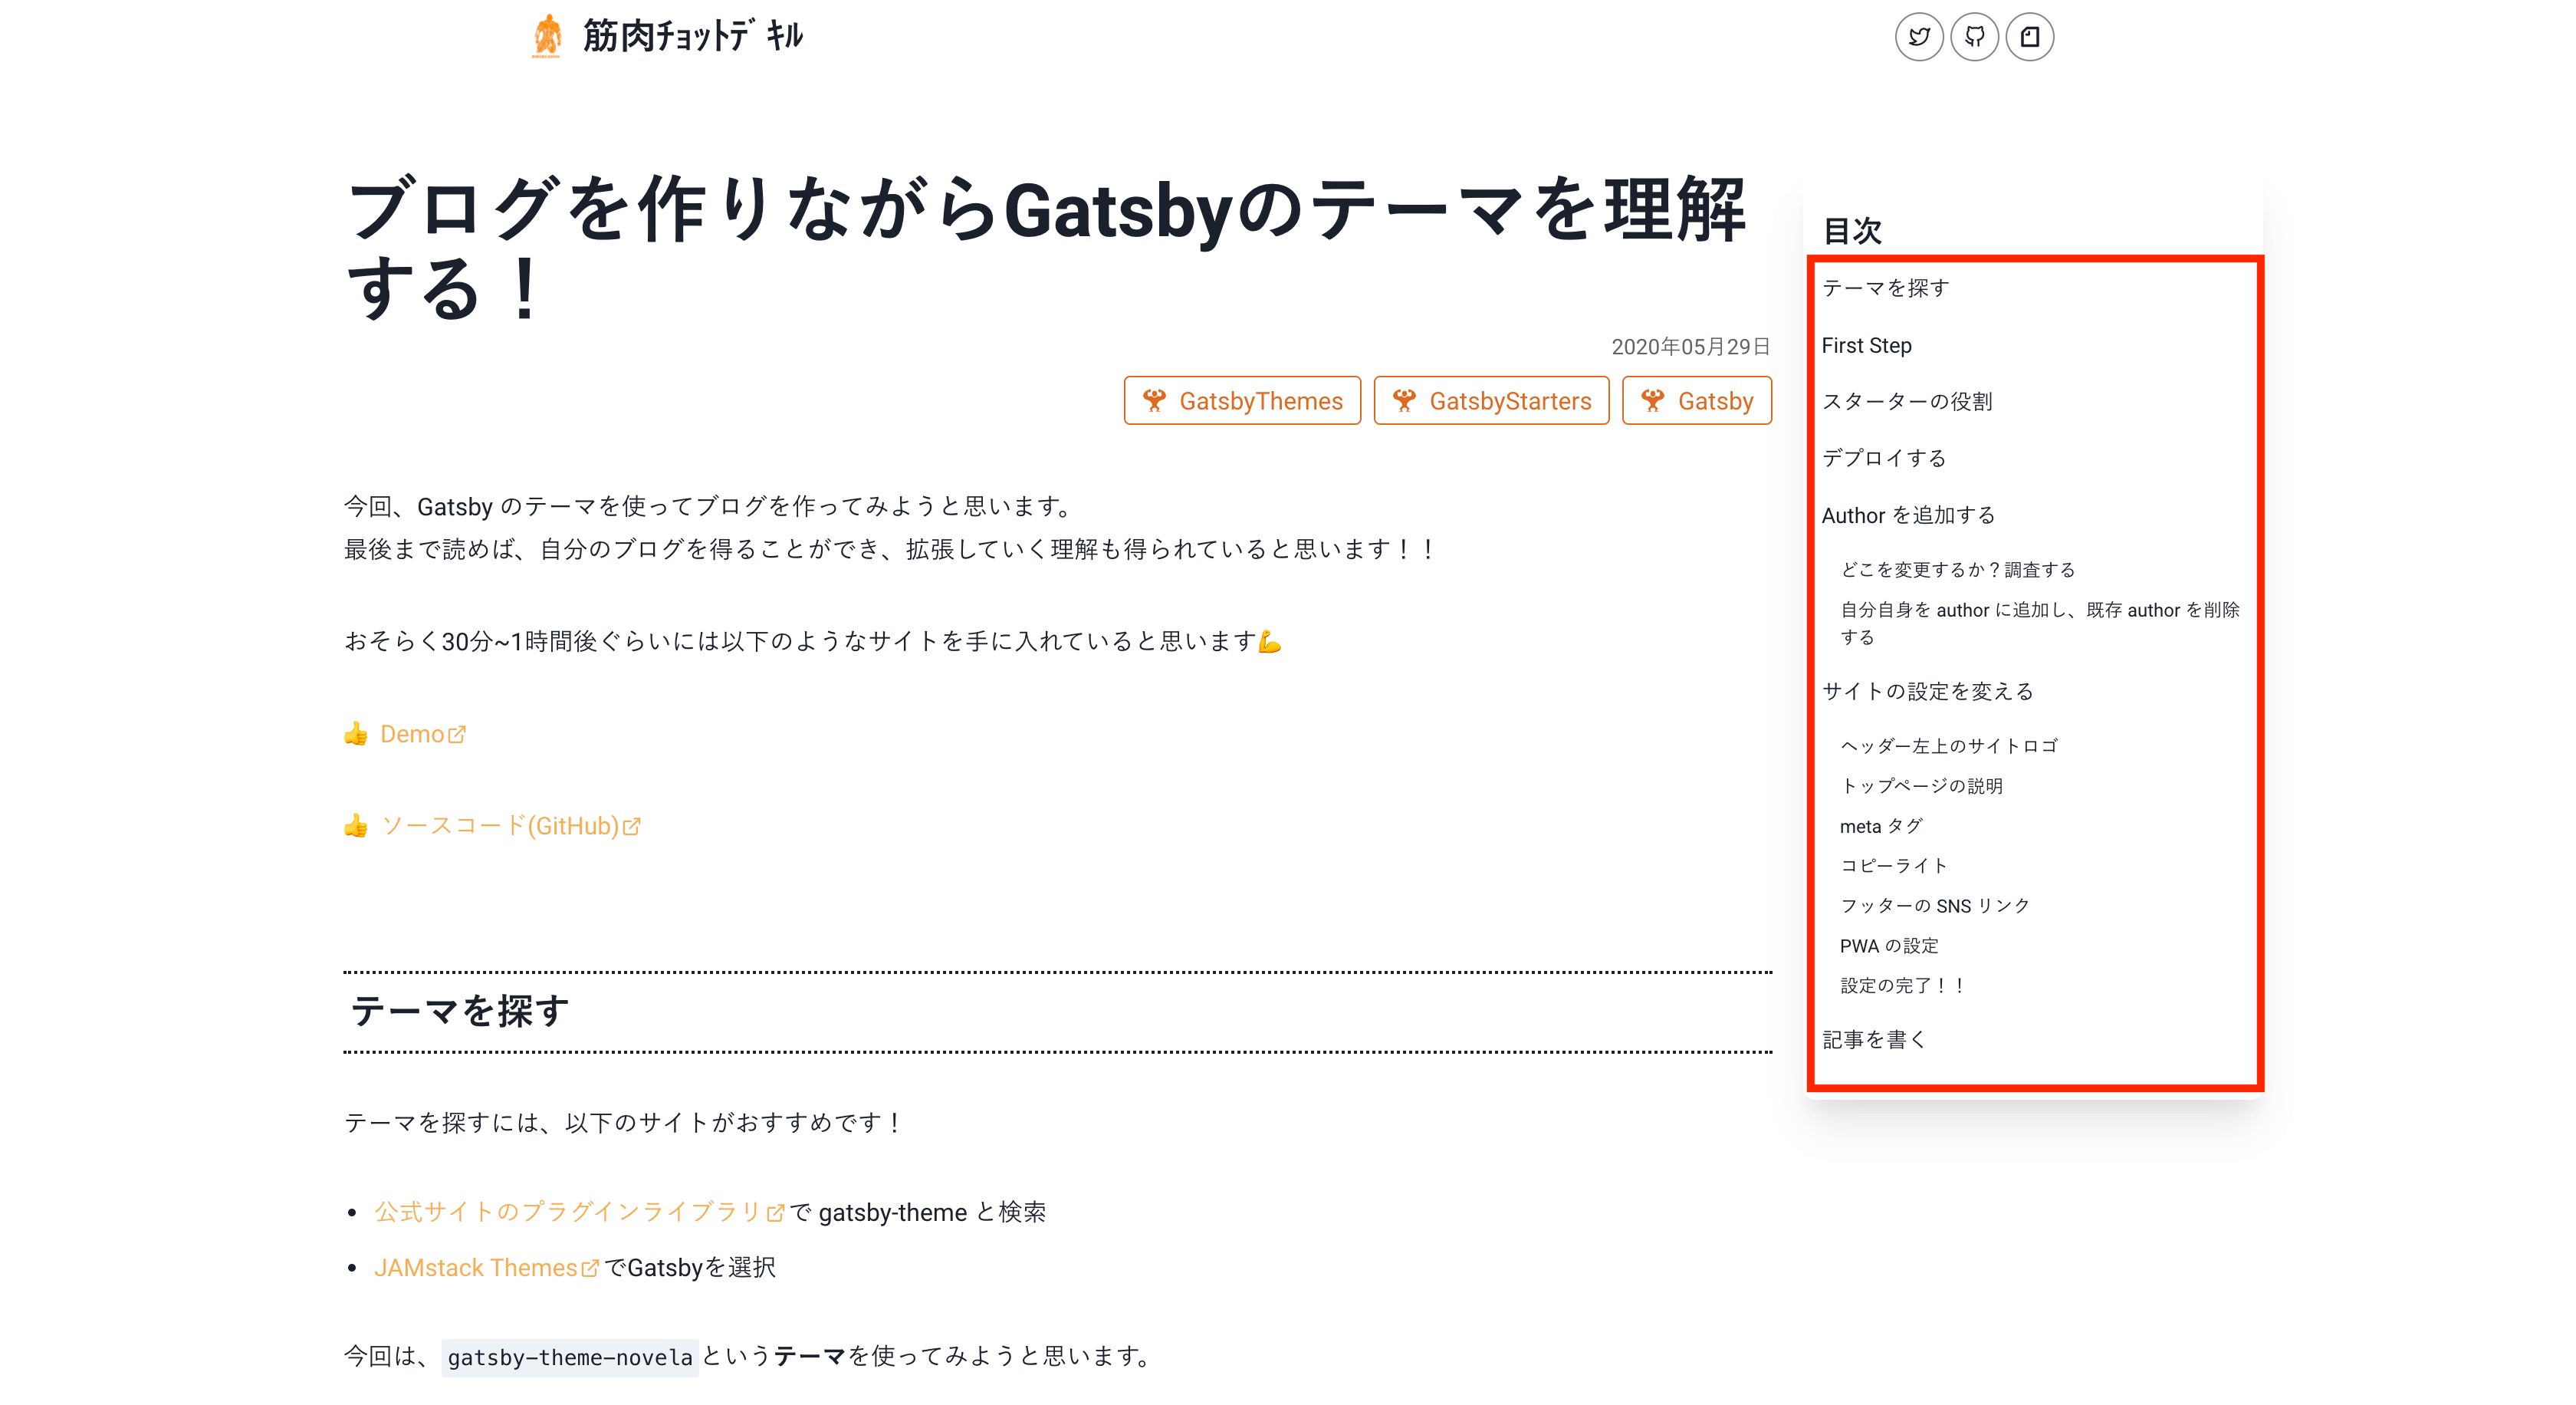 筋肉ﾁｮｯﾄﾃﾞｷﾙ
ブログを作りながらGatsbyのテーマを理解
する！
2020年05月29日
GatsbyThemes GatsbyStarters Gatsby
今回、Gatsby のテーマを使ってブログを作ってみようと思います。
最後まで読めば、自分のブログを得ることができ、拡張していく理解も得られていると思います！！
おそらく30分~1時間後ぐらいには以下のようなサイトを手に入れていると思います💪
👍 Demo
👍 ソースコード(GitHub)
テーマを探す
テーマを探すには、以下のサイトがおすすめです！
• 公式サイトのプラグインライブラリで gatsby-theme と検索
• JAMstack ThemesでGatsbyを選択
今回は、gatsby-theme-novelaというテーマを使ってみようと思います。
目次
テーマを探す
First Step
スターターの役割
デプロイする
Author を追加する
どこを変更するか？調査する
自分自身を author に追加し、既存 author を削除
する
サイトの設定を変える
ヘッダー左上のサイトロゴ
トップページの説明
meta タグ
コピーライト
フッターの SNS リンク
PWA の設定
設定の完了！！
記事を書く